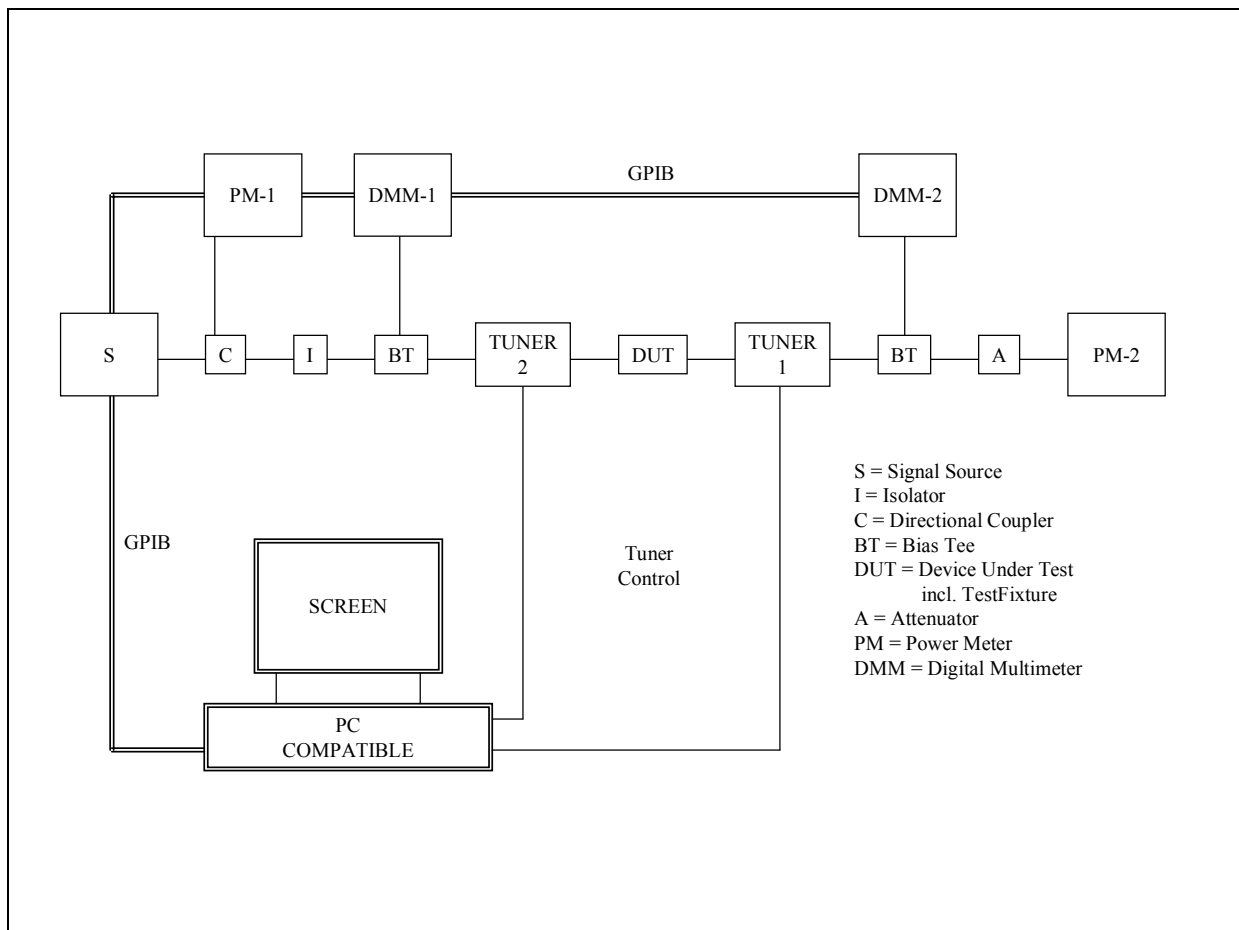 GPIB
PM-1
DMM-1
DMM-2
S
C
I
BT
TUNER
2
DUT
TUNER
1
BT
A
PM-2
GPIB
SCREEN
PC
COMPATIBLE
Tuner
Control
S = Signal Source
I = Isolator
C = Directional Coupler
BT = Bias Tee
DUT = Device Under Test
incl. TestFixture
A = Attenuator
PM = Power Meter
DMM = Digital Multimeter